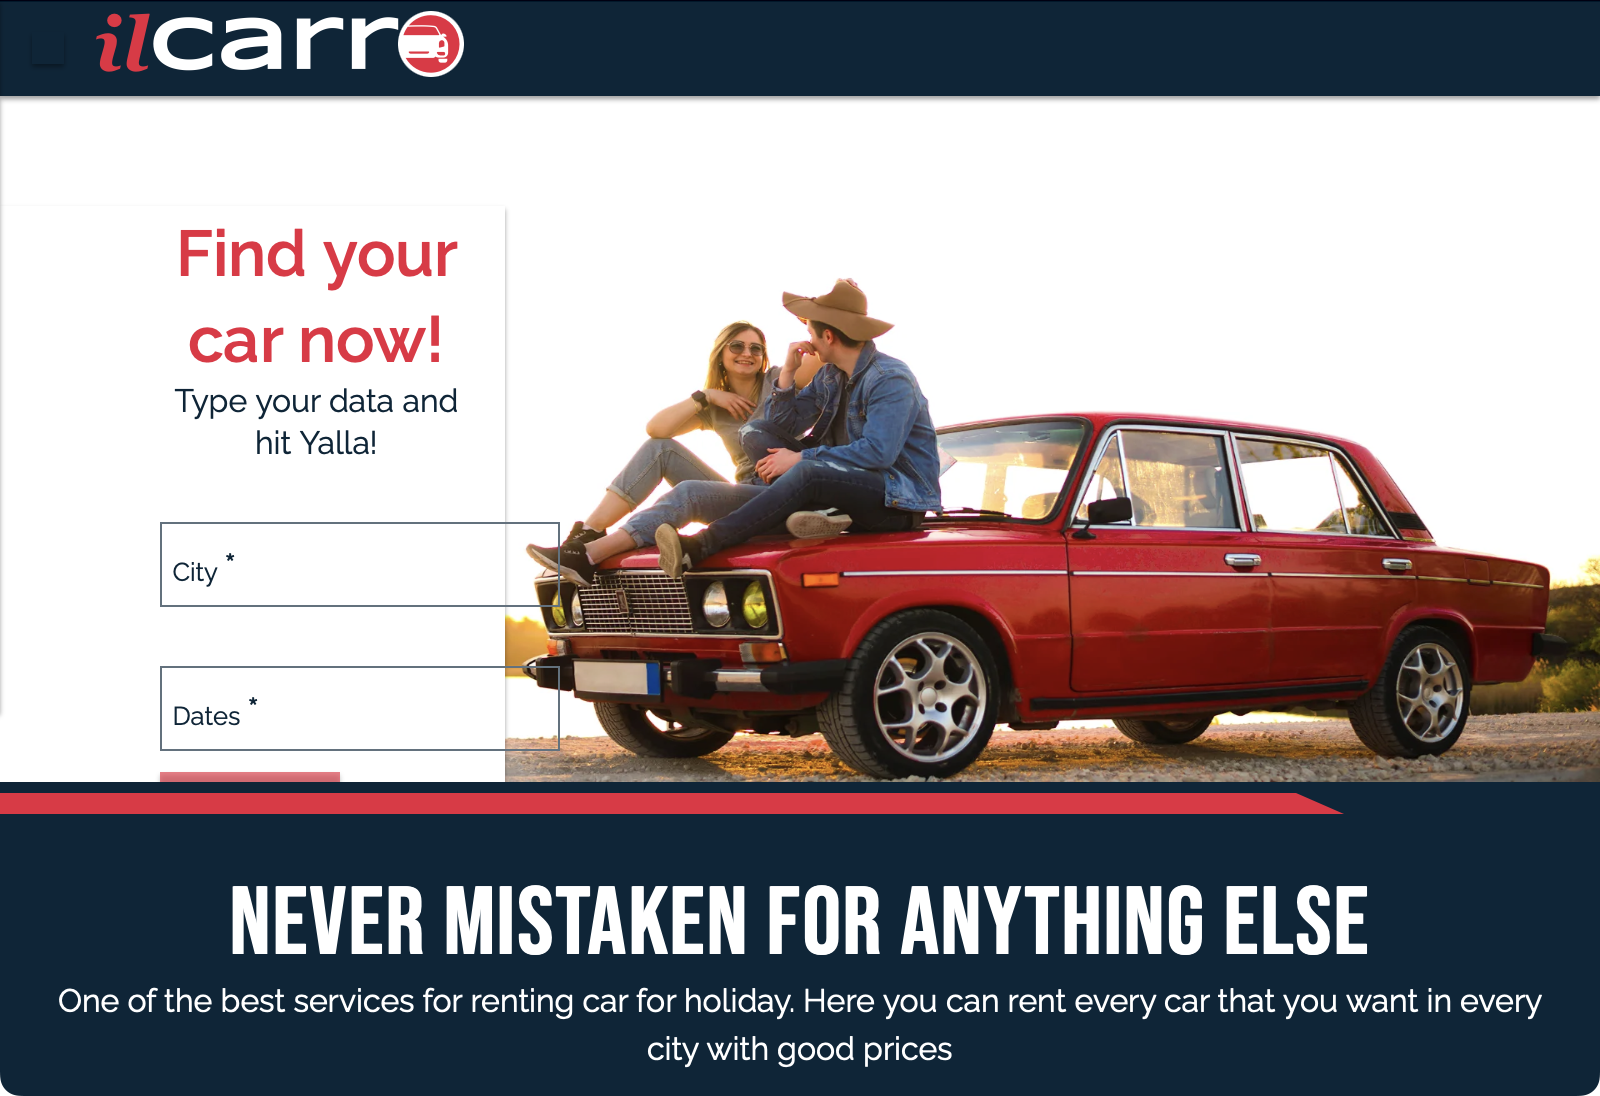 ilcarro
Find your
car now!
Type your data and
hit Yalla!
City *
Dates *
NEVER MISTAKEN FOR ANYTHING ELSE
One of the best services for renting car for holiday. Here you can rent every car that you want in every
city with good prices